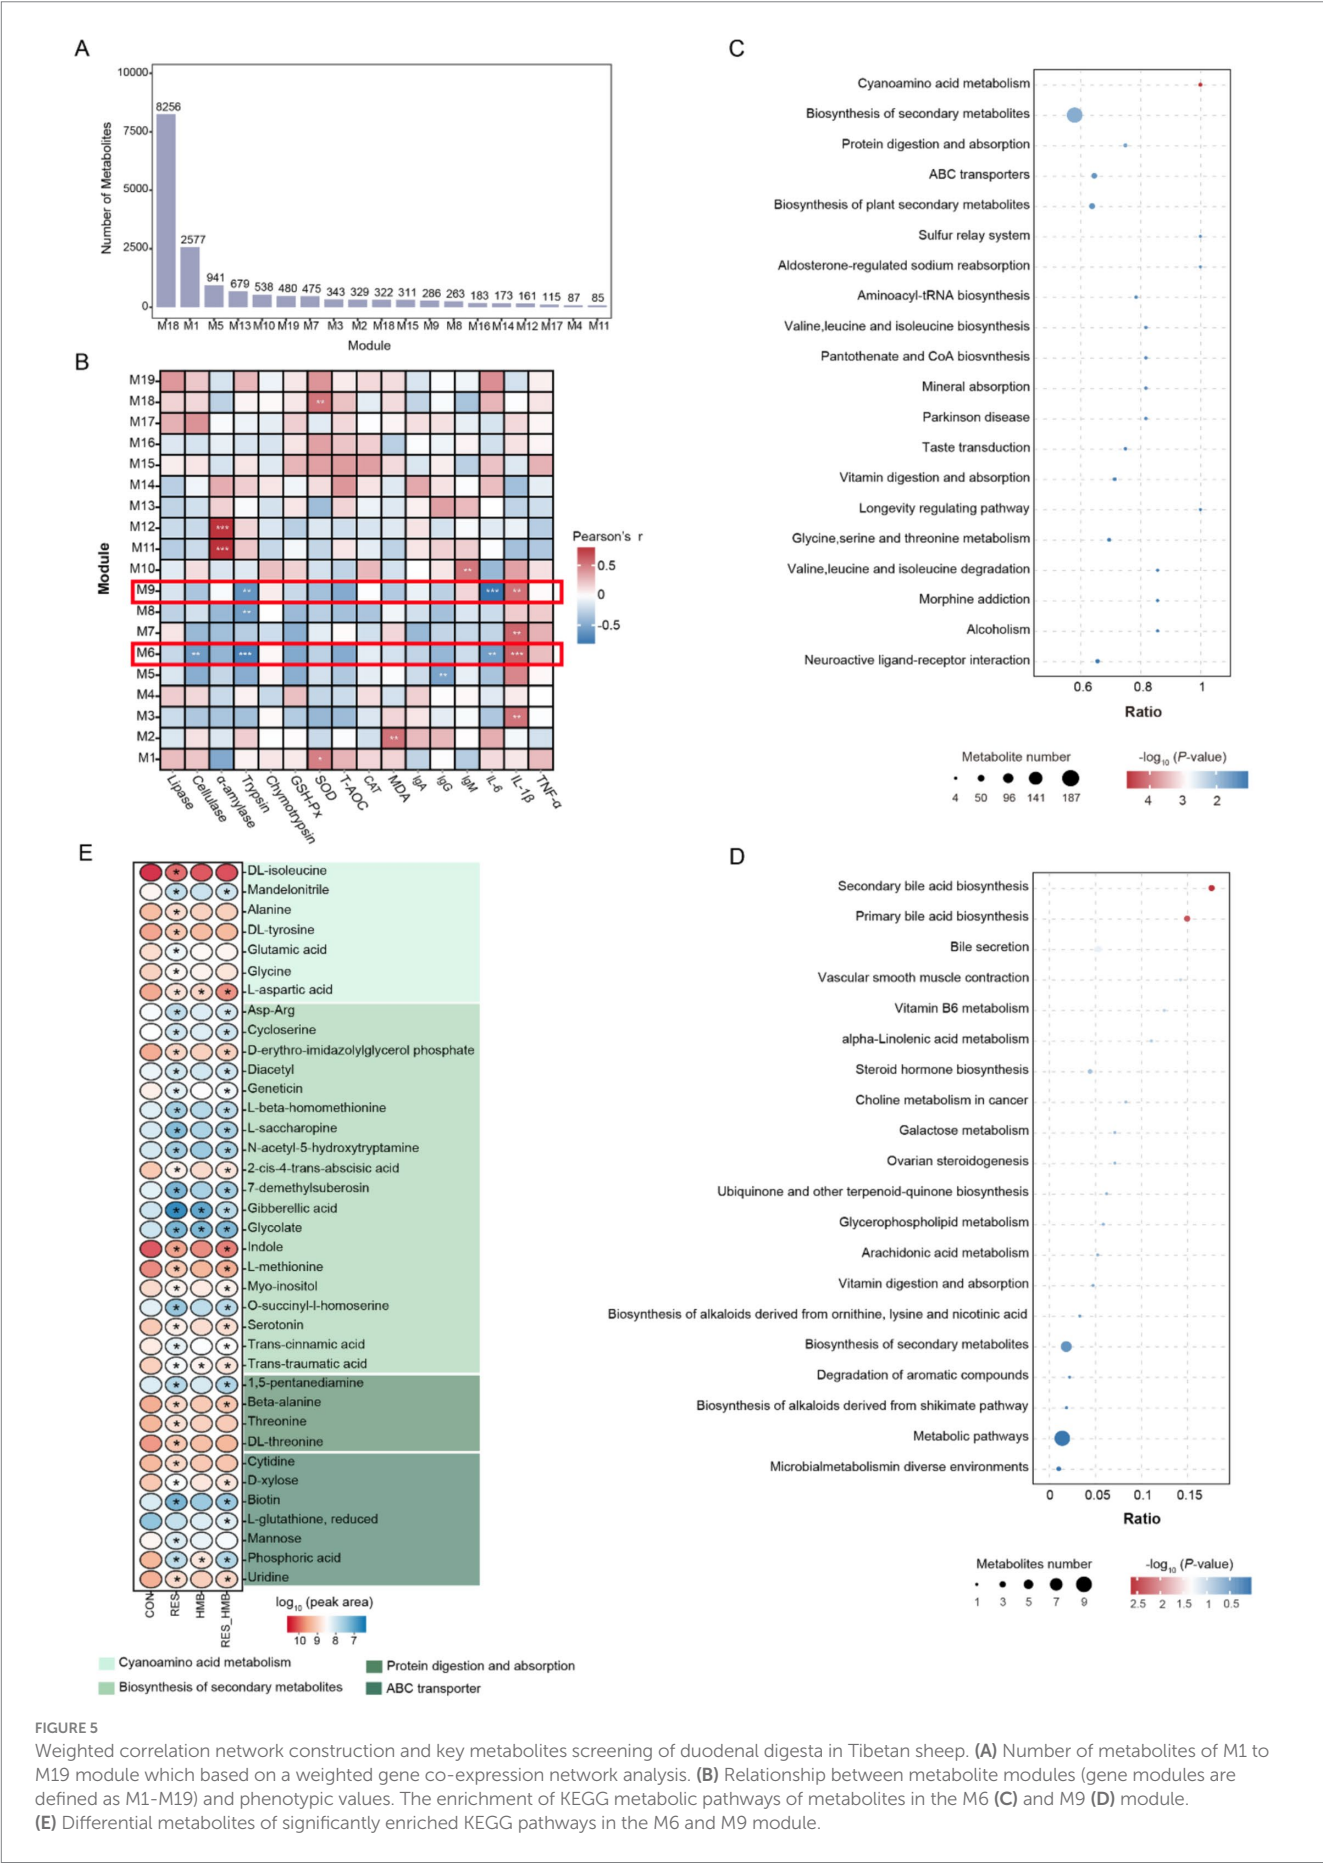 A
10000
7500
5000
2500
0
Number of Metabolites
8256
2577
941
679
538
480
475
343
329
322
311
286
263
183
173
161
115
87
85
M18 M1 M5 M13 M10 M19 M7 M3 M2 M18 M15 M9 M8 M16 M14 M12 M17 M4 M11
Module
B
Module
M19
M18
M17
M16
M15
M14
M13
M12
M11
M10
M9
M8
M7
M6
M5
M4
M3
M2
M1
Lipase
Cellulase
α-amylase
Trypsin
Chymotrypsin
GSH-Px
SOD
T-AOC
CAT
MDA
IgA
IgG
IgM
IL-6
IL-1β
TNF-α
Pearson's r
0.5
0
-0.5
C
Cyanoamino acid metabolism
Biosynthesis of secondary metabolites
Protein digestion and absorption
ABC transporters
Biosynthesis of plant secondary metabolites
Sulfur relay system
Aldosterone-regulated sodium reabsorption
Aminoacyl-tRNA biosynthesis
Valine,leucine and isoleucine biosynthesis
Pantothenate and CoA biosvnthesis
Mineral absorption
Parkinson disease
Taste transduction
Vitamin digestion and absorption
Longevity regulating pathway
Glycine,serine and threonine metabolism
Valine,leucine and isoleucine degradation
Morphine addiction
Alcoholism
Neuroactive ligand-receptor interaction
0.6 0.8 1
Ratio
Metabolite number
4 50 96 141 187
-log10 (P-value)
4 3 2
D
Secondary bile acid biosynthesis
Primary bile acid biosynthesis
Bile secretion
Vascular smooth muscle contraction
Vitamin B6 metabolism
alpha-Linolenic acid metabolism
Steroid hormone biosynthesis
Choline metabolism in cancer
Galactose metabolism
Ovarian steroidogenesis
Ubiquinone and other terpenoid-quinone biosynthesis
Glycerophospholipid metabolism
Arachidonic acid metabolism
Vitamin digestion and absorption
Biosynthesis of alkaloids derived from ornithine, lysine and nicotinic acid
Biosynthesis of secondary metabolites
Degradation of aromatic compounds
Biosynthesis of alkaloids derived from shikimate pathway
Metabolic pathways
Microbialmetabolismin diverse environments
0 0.05 0.1 0.15
Ratio
Metabolites number
1 3 5 7 9
-log10 (P-value)
2.5 2 1.5 1 0.5
E
DL-isoleucine
Mandelonitrile
Alanine
DL-tyrosine
Glutamic acid
Glycine
L-aspartic acid
Asp-Arg
Cycloserine
D-erythro-imidazolylglycerol phosphate
Diacetyl
Geneticin
L-beta-homomethionine
L-saccharopine
N-acetyl-5-hydroxytryptamine
2-cis-4-trans-abscisic acid
7-demethylsuberosin
Gibberellic acid
Glycolate
Indole
L-methionine
Myo-inositol
O-succinyl-l-homoserine
Serotonin
Trans-cinnamic acid
Trans-traumatic acid
1,5-pentanediamine
Beta-alanine
Threonine
DL-threonine
Cytidine
D-xylose
Biotin
L-glutathione, reduced
Mannose
Phosphoric acid
Uridine
CON
RES
HMB
RES_HMB
log10 (peak area)
10 9 8 7
Cyanoamino acid metabolism
Biosynthesis of secondary metabolites
Protein digestion and absorption
ABC transporter
FIGURE 5
Weighted correlation network construction and key metabolites screening of duodenal digesta in Tibetan sheep. (A) Number of metabolites of M1 to
M19 module which based on a weighted gene co-expression network analysis. (B) Relationship between metabolite modules (gene modules are
defined as M1-M19) and phenotypic values. The enrichment of KEGG metabolic pathways of metabolites in the M6 (C) and M9 (D) module.
(E) Differential metabolites of significantly enriched KEGG pathways in the M6 and M9 module.